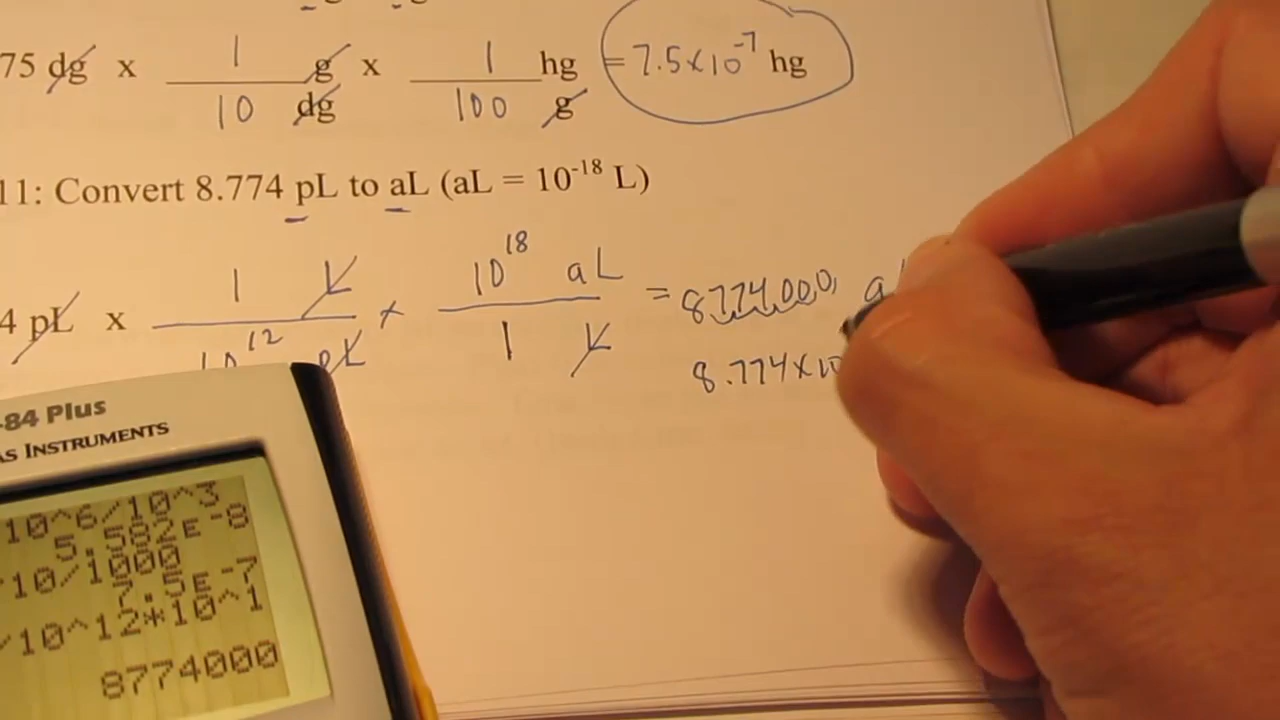 75 dg x 1 g / 10 dg x 1 hg / 100 g = 7.5x10⁻⁷ hg
11: Convert 8.774 pL to aL (aL = 10⁻¹⁸ L)
4 pL x 1 L / 10¹² pL x 10¹⁸ aL / 1 L = 8774000, a
8.774x10
-84 Plus
AS INSTRUMENTS
10^6/10^3
5.582E-8
10/1000
7.5E-7
/10^12*10^1
8774000